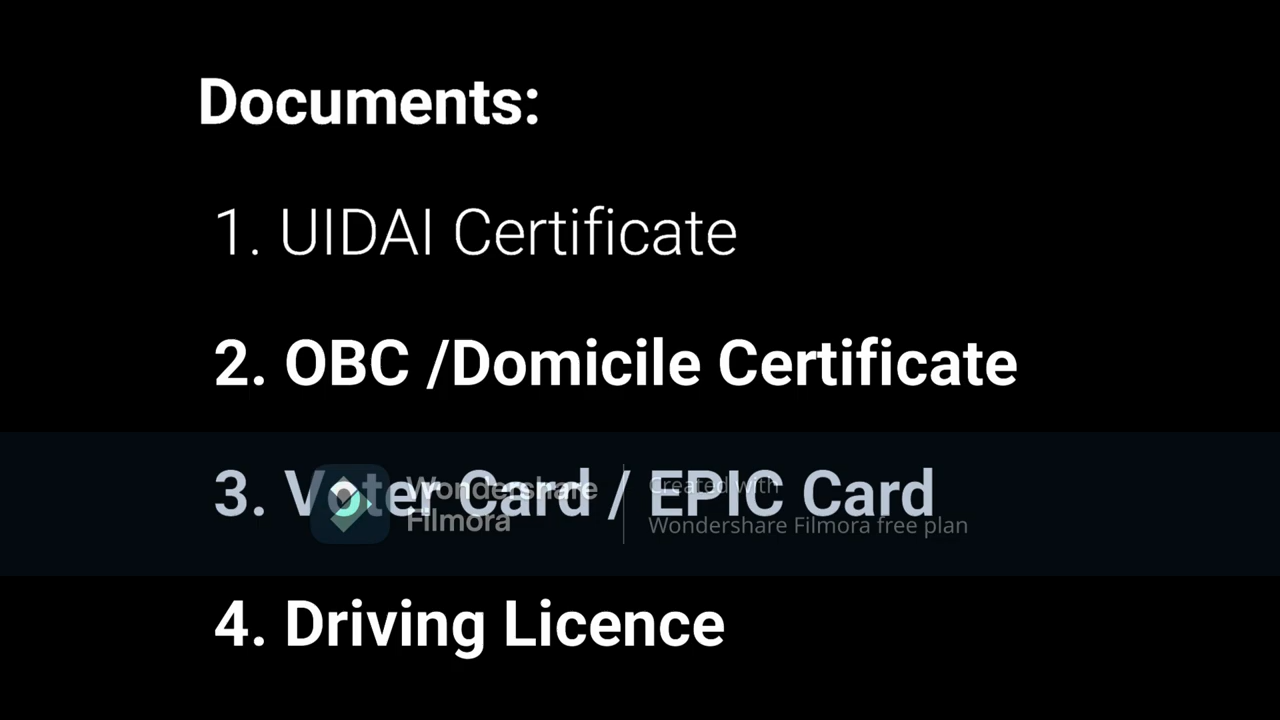 Documents:
1. UIDAI Certificate
2. OBC /Domicile Certificate
3. Voter Card / EPIC Card
Wondershare
Filmora
Created with
Wondershare Filmora free plan
4. Driving Licence